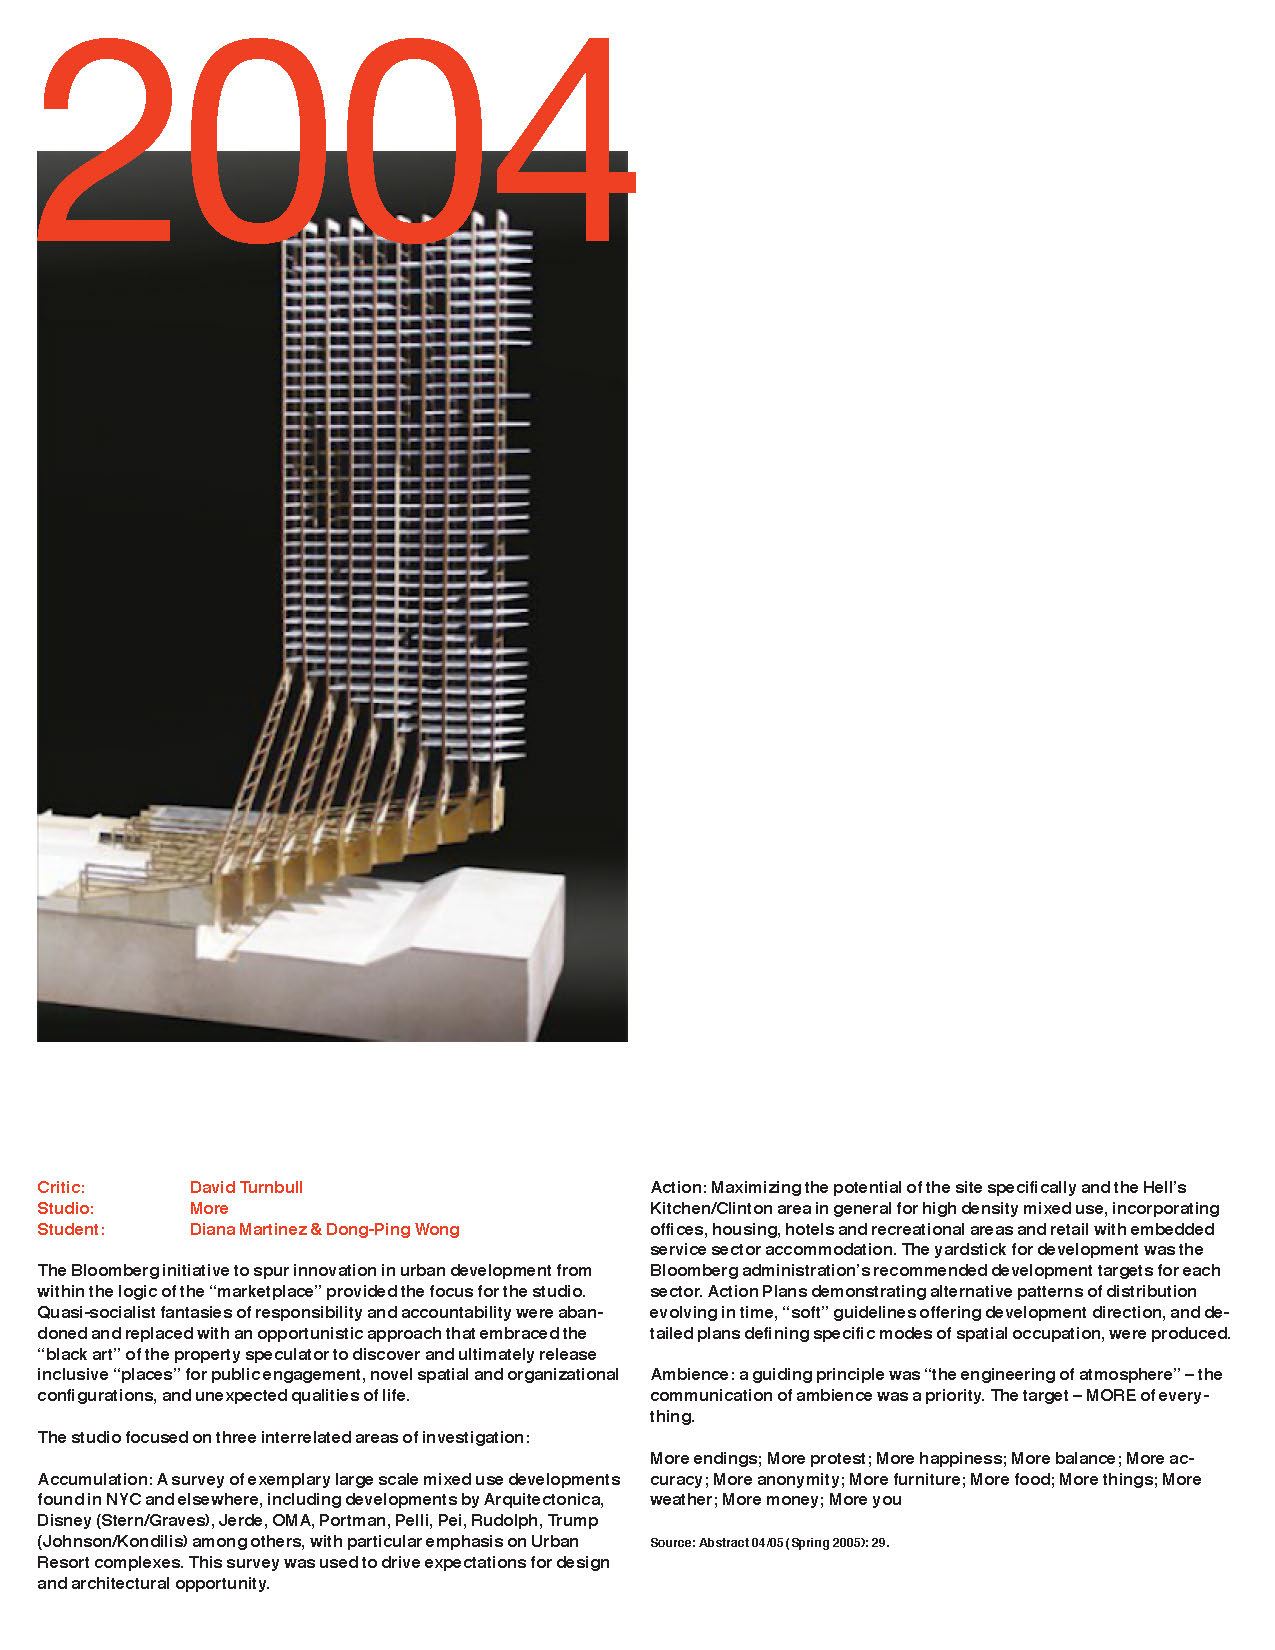 2004
Critic: David Turnbull
Studio: More
Student: Diana Martinez & Dong-Ping Wong
The Bloomberg initiative to spur innovation in urban development from
within the logic of the “marketplace” provided the focus for the studio.
Quasi-socialist fantasies of responsibility and accountability were aban-
doned and replaced with an opportunistic approach that embraced the
“black art” of the property speculator to discover and ultimately release
inclusive “places” for public engagement, novel spatial and organizational
configurations, and unexpected qualities of life.
The studio focused on three interrelated areas of investigation:
Accumulation: A survey of exemplary large scale mixed use developments
found in NYC and elsewhere, including developments by Arquitectonica,
Disney (Stern/Graves), Jerde, OMA, Portman, Pelli, Pei, Rudolph, Trump
(Johnson/Kondilis) among others, with particular emphasis on Urban
Resort complexes. This survey was used to drive expectations for design
and architectural opportunity.
Action: Maximizing the potential of the site specifically and the Hell’s
Kitchen/Clinton area in general for high density mixed use, incorporating
offices, housing, hotels and recreational areas and retail with embedded
service sector accommodation. The yardstick for development was the
Bloomberg administration’s recommended development targets for each
sector. Action Plans demonstrating alternative patterns of distribution
evolving in time, “soft” guidelines offering development direction, and de-
tailed plans defining specific modes of spatial occupation, were produced.
Ambience: a guiding principle was “the engineering of atmosphere” – the
communication of ambience was a priority. The target – MORE of every-
thing.
More endings; More protest; More happiness; More balance; More ac-
curacy; More anonymity; More furniture; More food; More things; More
weather; More money; More you
Source: Abstract 04/05 (Spring 2005): 29.